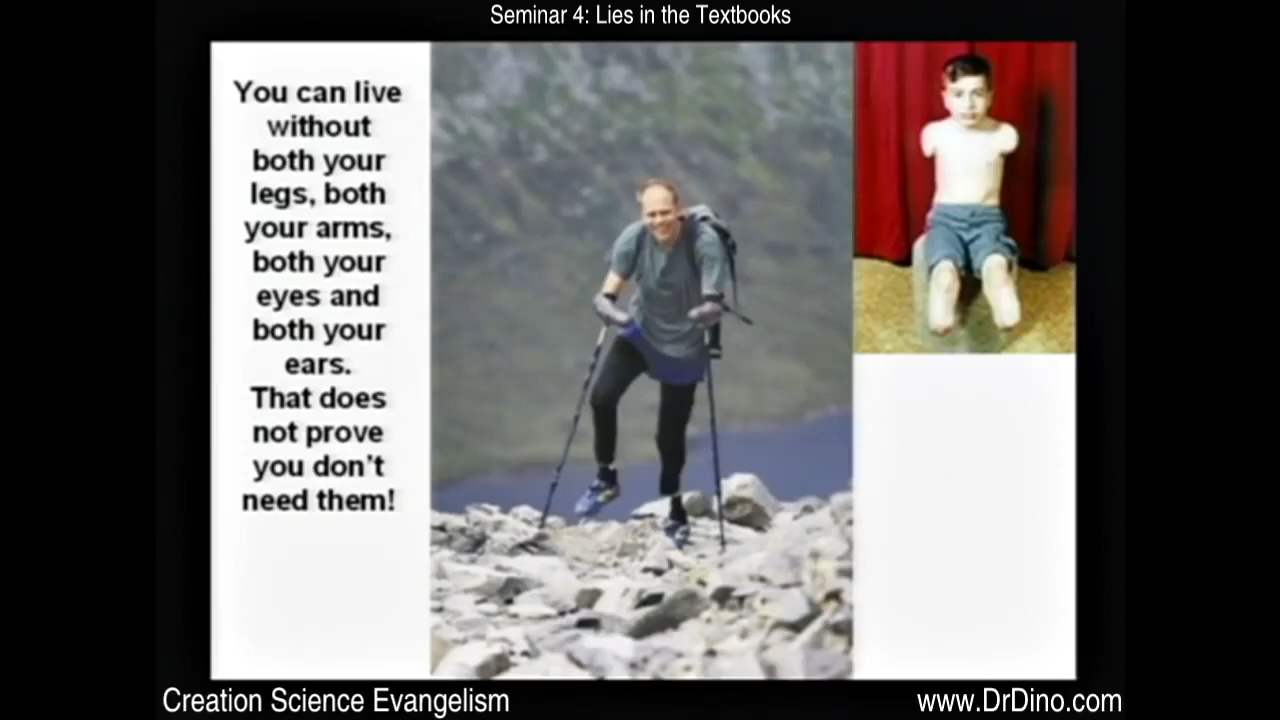 Seminar 4: Lies in the Textbooks
You can live
without
both your
legs, both
your arms,
both your
eyes and
both your
ears.
That does
not prove
you don't
need them!
Creation Science Evangelism
www.DrDino.com